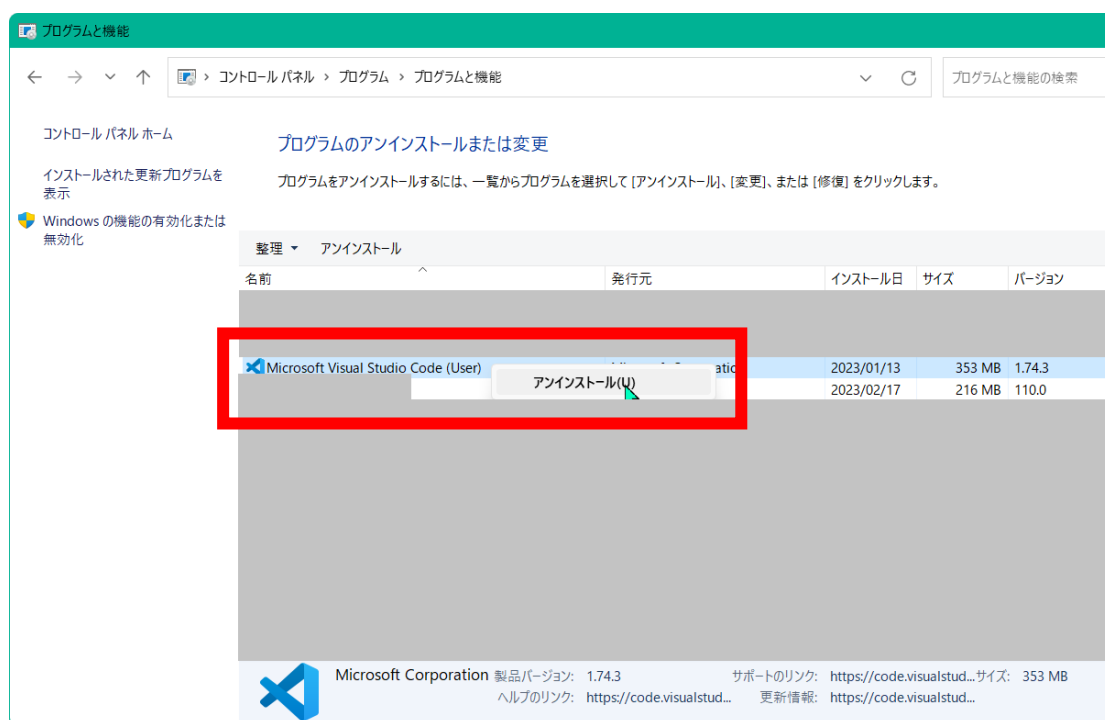 プログラムと機能
コントロール パネル › プログラム › プログラムと機能
プログラムと機能の検索
コントロール パネル ホーム
インストールされた更新プログラムを
表示
Windows の機能の有効化または
無効化
プログラムのアンインストールまたは変更
プログラムをアンインストールするには、一覧からプログラムを選択して [アンインストール]、[変更]、または [修復] をクリックします。
整理 アンインストール
名前 発行元 インストール日 サイズ バージョン
Microsoft Visual Studio Code (User) 2023/01/13 353 MB 1.74.3
アンインストール(U)
2023/02/17 216 MB 110.0
Microsoft Corporation 製品バージョン: 1.74.3 サポートのリンク: https://code.visualstud... サイズ: 353 MB
ヘルプのリンク: https://code.visualstud... 更新情報: https://code.visualstud...